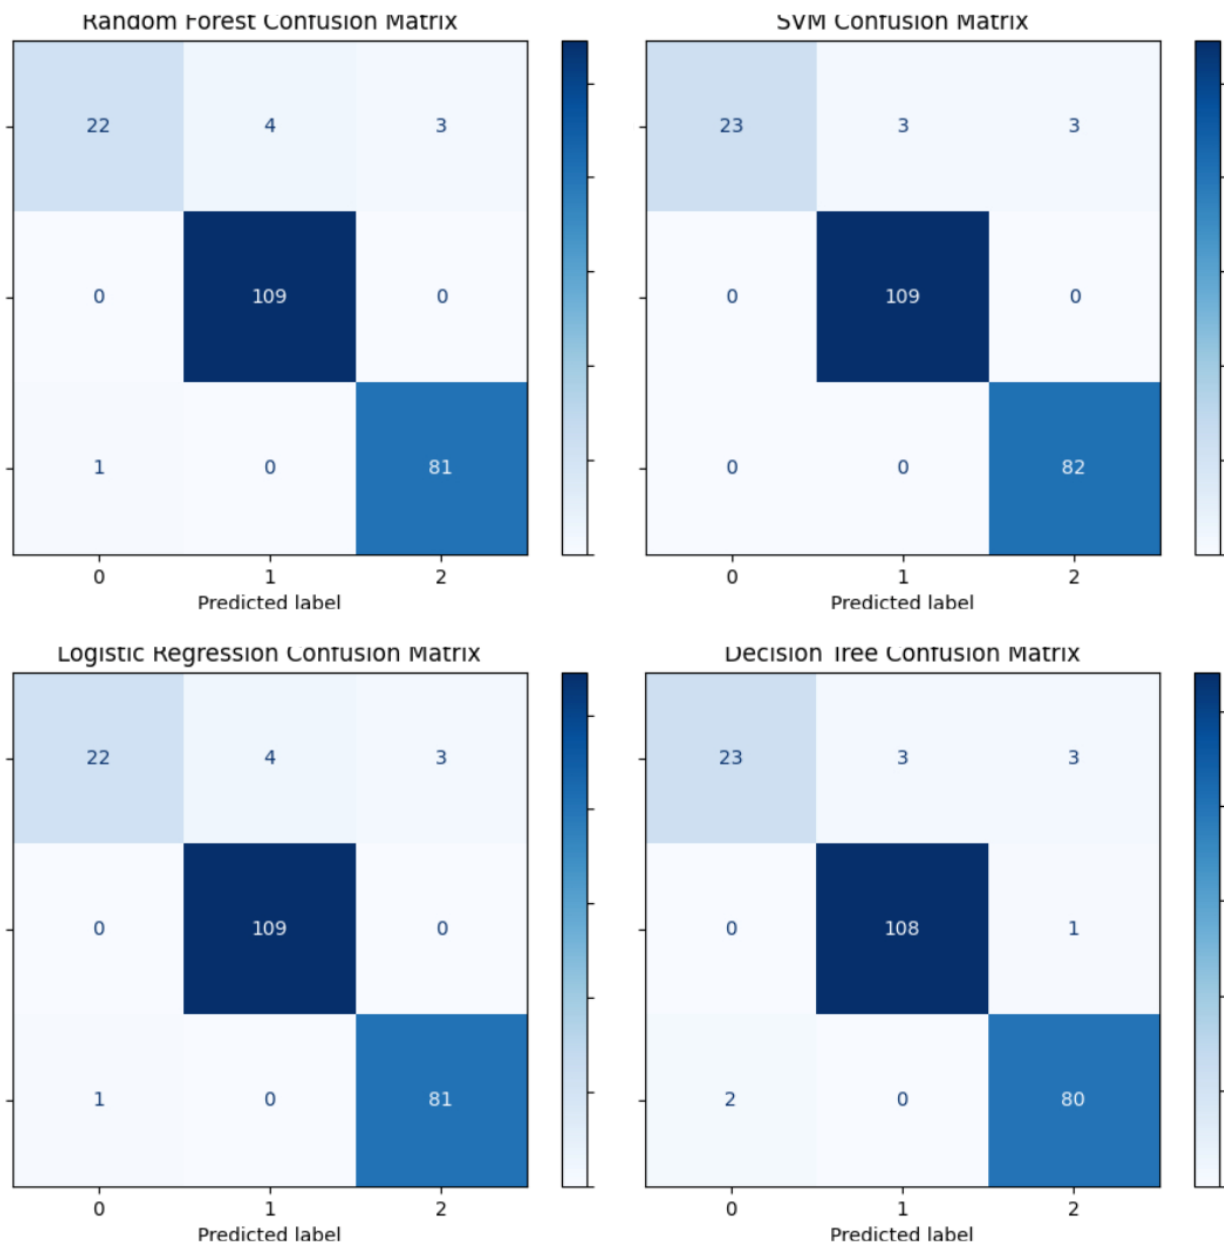 Random Forest Confusion Matrix
22 4 3
0 109 0
1 0 81
0 1 2
Predicted label
SVM Confusion Matrix
23 3 3
0 109 0
0 0 82
0 1 2
Predicted label
Logistic Regression Confusion Matrix
22 4 3
0 109 0
1 0 81
0 1 2
Predicted label
Decision Tree Confusion Matrix
23 3 3
0 108 1
2 0 80
0 1 2
Predicted label